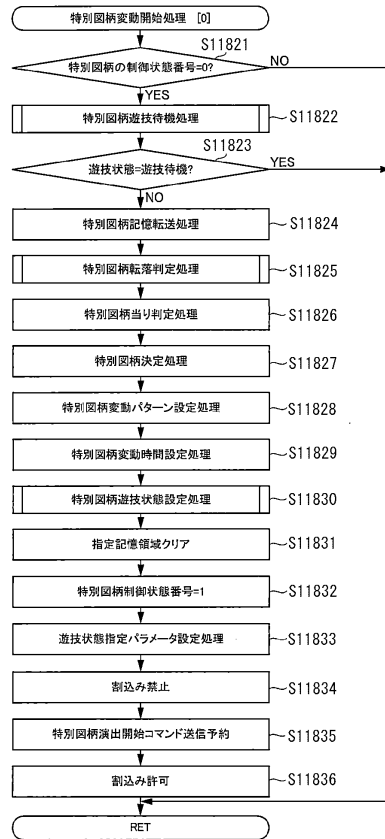 特別図柄変動開始処理 [0]
S11821
特別図柄の制御状態番号=0?
NO
YES
特別図柄遊技待機処理
S11822
S11823
遊技状態=遊技待機?
YES
NO
特別図柄記憶転送処理
S11824
特別図柄転落判定処理
S11825
特別図柄当り判定処理
S11826
特別図柄決定処理
S11827
特別図柄変動パターン設定処理
S11828
特別図柄変動時間設定処理
S11829
特別図柄遊技状態設定処理
S11830
指定記憶領域クリア
S11831
特別図柄制御状態番号=1
S11832
遊技状態指定パラメータ設定処理
S11833
割込み禁止
S11834
特別図柄演出開始コマンド送信予約
S11835
割込み許可
S11836
RET